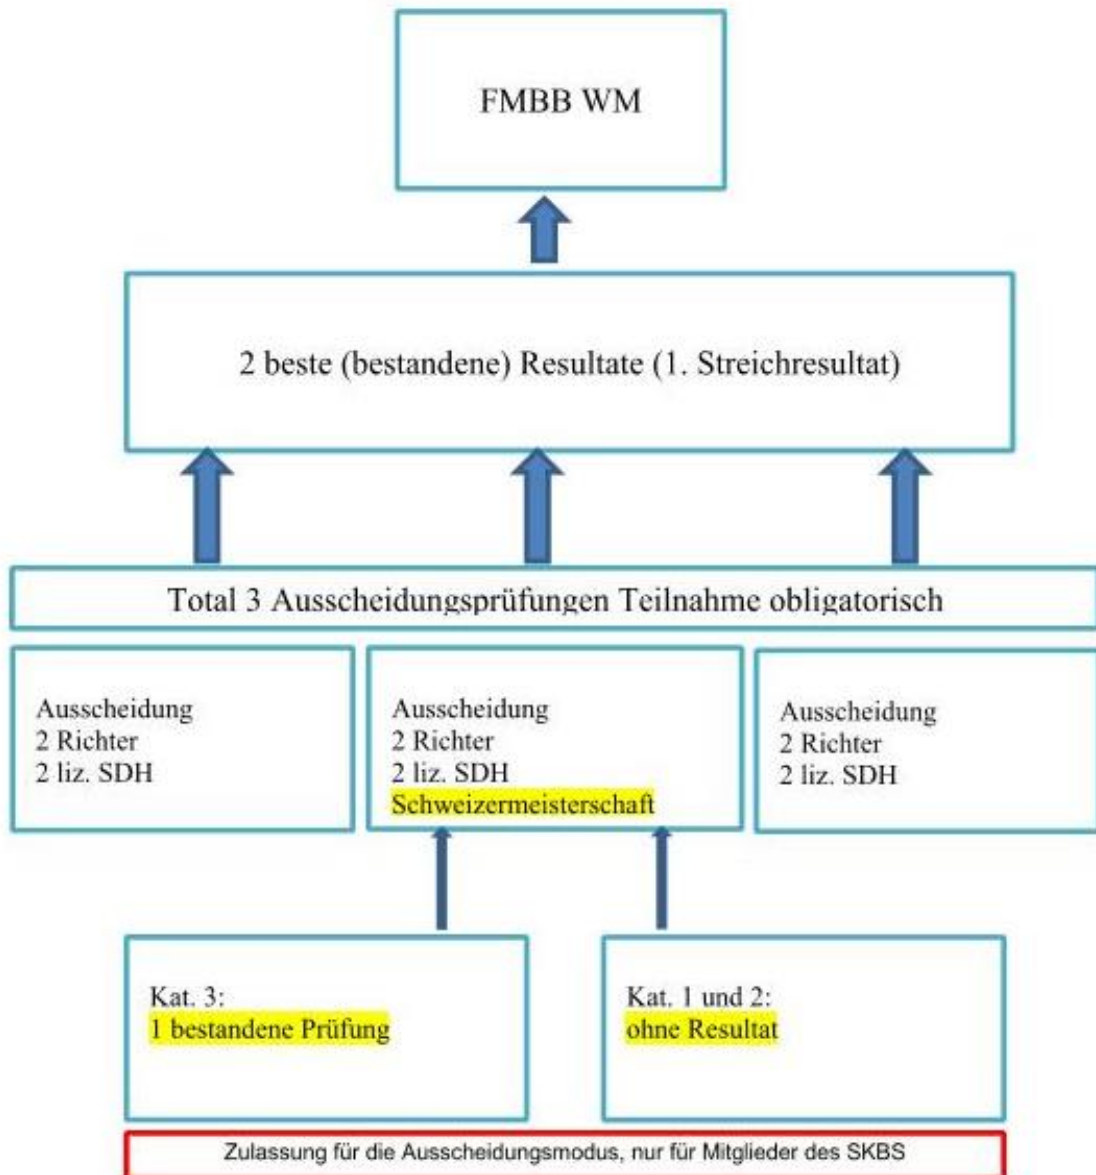 FMBB WM
2 beste (bestandene) Resultate (1. Streichresultat)
Total 3 Ausscheidungsprüfungen Teilnahme obligatorisch
Ausscheidung
2 Richter
2 liz. SDH
Ausscheidung
2 Richter
2 liz. SDH
Schweizermeisterschaft
Ausscheidung
2 Richter
2 liz. SDH
Kat. 3:
1 bestandene Prüfung
Kat. 1 und 2:
ohne Resultat
Zulassung für die Ausscheidungsmodus, nur für Mitglieder des SKBS